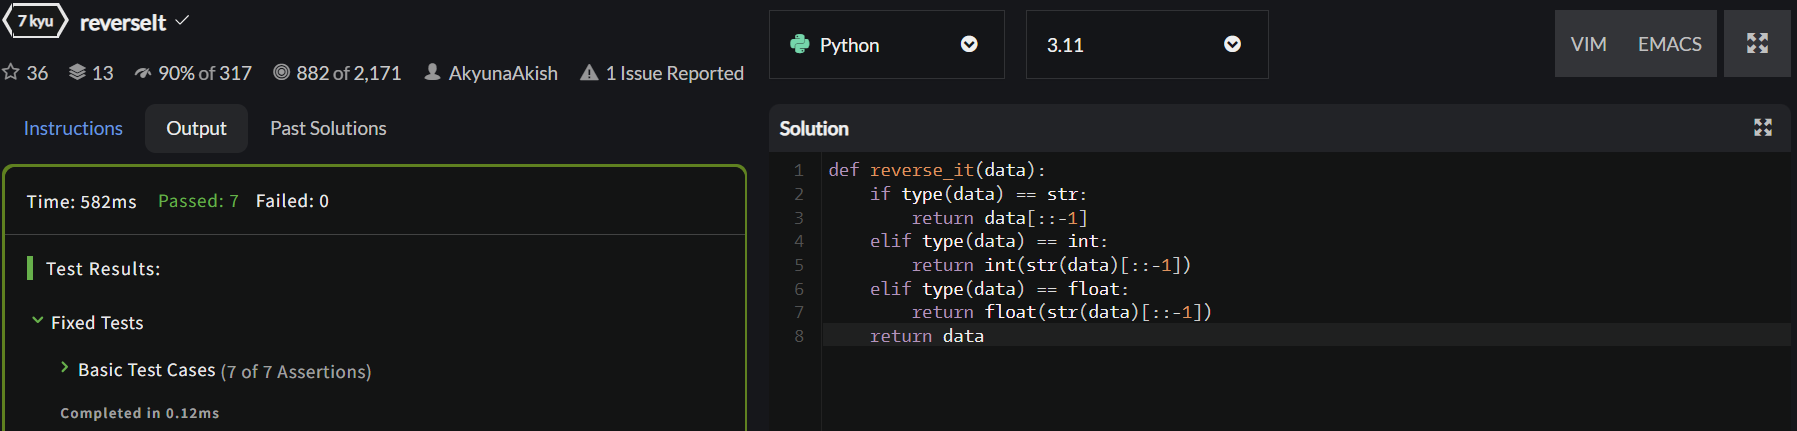 7 kyu reverseIt
36 13 90% of 317 882 of 2,171 AkyunaAkish 1 Issue Reported
Instructions Output Past Solutions
Time: 582ms Passed: 7 Failed: 0
Test Results:
Fixed Tests
Basic Test Cases (7 of 7 Assertions)
Completed in 0.12ms
Python 3.11 VIM EMACS
Solution
1 def reverse_it(data):
2     if type(data) == str:
3         return data[::-1]
4     elif type(data) == int:
5         return int(str(data)[::-1])
6     elif type(data) == float:
7         return float(str(data)[::-1])
8     return data